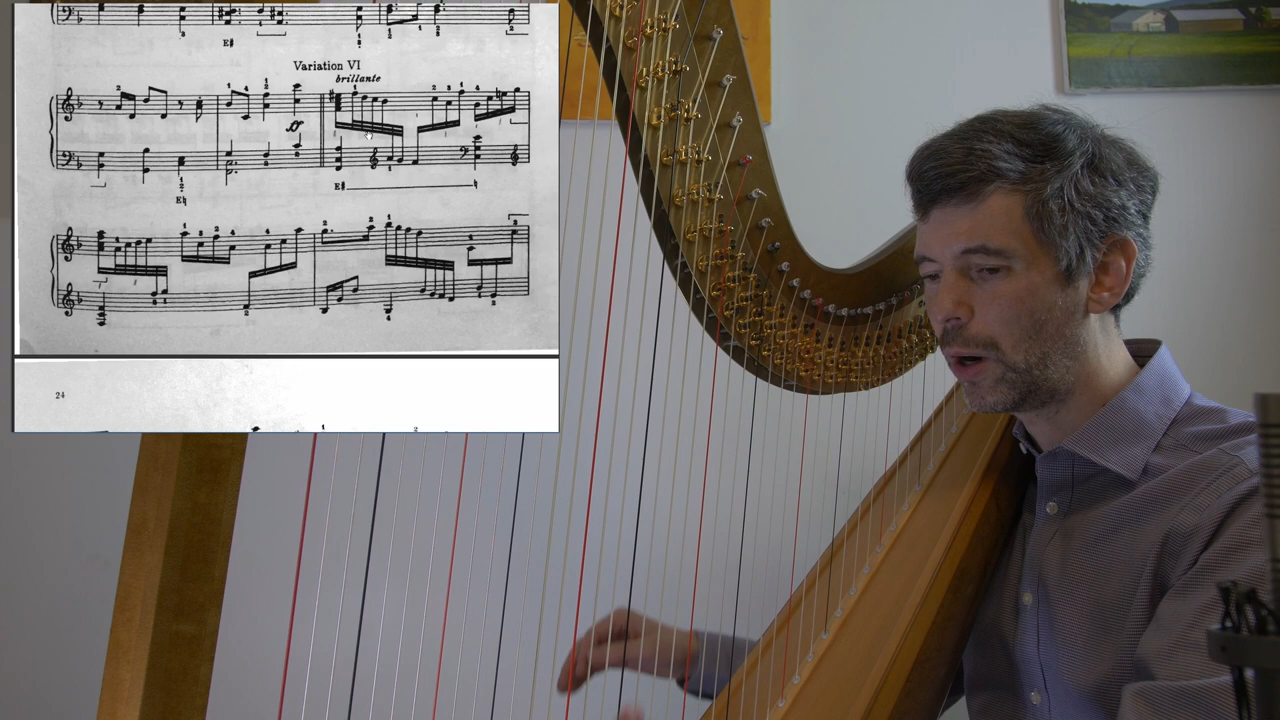 E♯
Variation VI
brillante
E♮
E♯
24